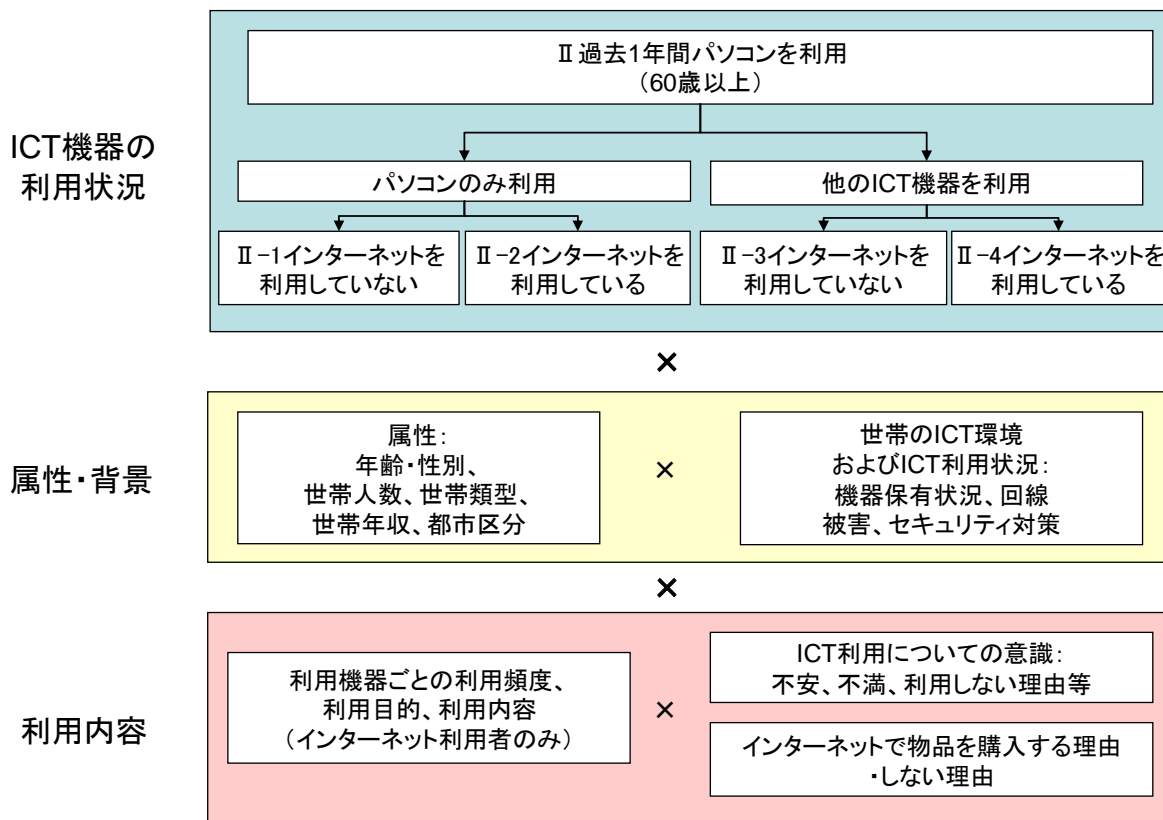 Ⅱ過去1年間パソコンを利用
(60歳以上)
ICT機器の
利用状況
パソコンのみ利用
他のICT機器を利用
Ⅱ-1インターネットを
利用していない
Ⅱ-2インターネットを
利用している
Ⅱ-3インターネットを
利用していない
Ⅱ-4インターネットを
利用している
×
属性・背景
属性:
年齢・性別、
世帯人数、世帯類型、
世帯年収、都市区分
×
世帯のICT環境
およびICT利用状況:
機器保有状況、回線
被害、セキュリティ対策
×
利用内容
利用機器ごとの利用頻度、
利用目的、利用内容
(インターネット利用者のみ)
×
ICT利用についての意識:
不安、不満、利用しない理由等
インターネットで物品を購入する理由
・しない理由